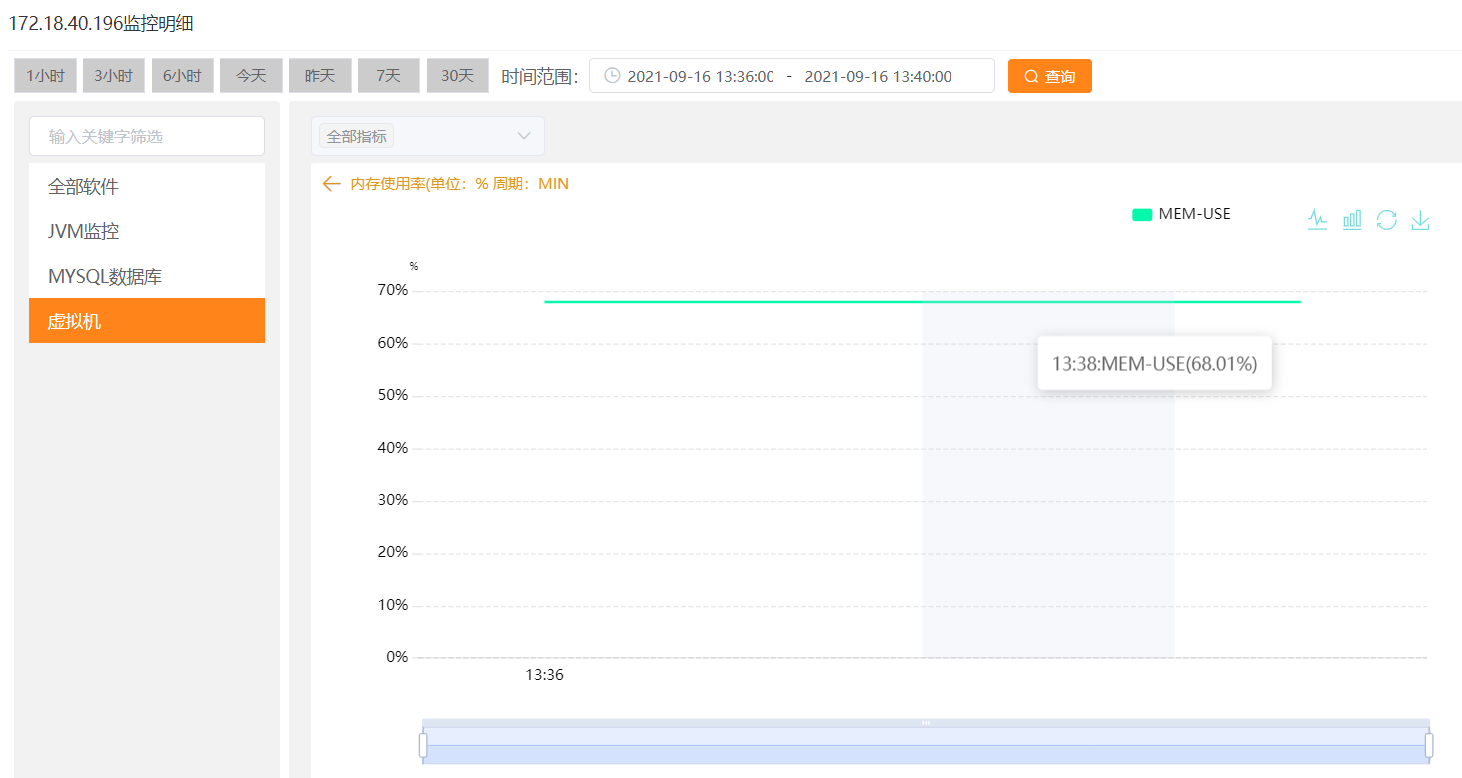 172.18.40.196监控明细
1小时 3小时 6小时 今天 昨天 7天 30天 时间范围： 2021-09-16 13:36:00 - 2021-09-16 13:40:00 查询
输入关键字筛选
全部软件
JVM监控
MYSQL数据库
虚拟机
全部指标
内存使用率(单位：% 周期：MIN
MEM-USE
%
70%
60%
50%
40%
30%
20%
10%
0%
13:38:MEM-USE(68.01%)
13:36